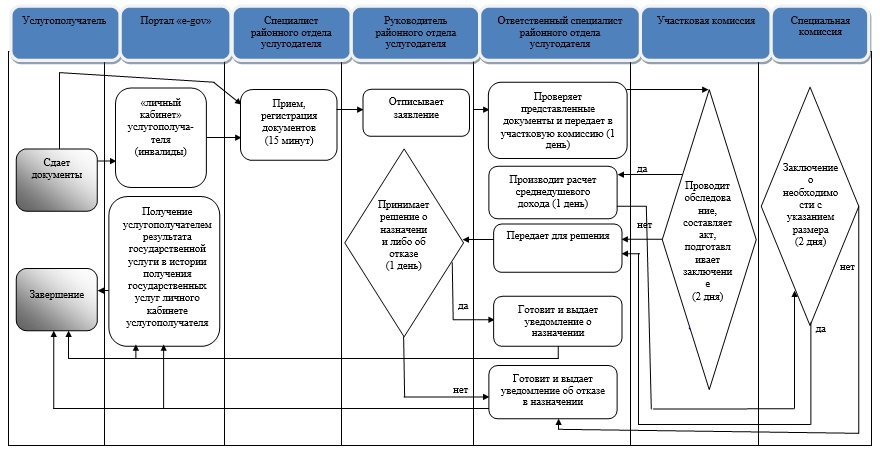 Услугополучатель
Портал «e-gov»
Специалист
районного отдела
услугодателя
Руководитель
районного отдела
услугодателя
Ответственный специалист
районного отдела
услугодателя
Участковая комиссия
Специальная
комиссия
Сдает
документы
«личный
кабинет»
услугополуча-
теля
(инвалиды)
Прием,
регистрация
документов
(15 минут)
Отписывает
заявление
Проверяет
представленные
документы и передает в
участковую комиссию (1
день)
да
Производит расчет
среднедушевого
дохода (1 день)
нет
Передает для решения
Проводит
обследова
ние,
составляет
акт,
подготавл
ивает
заключени
е
(2 дня)
Заключение
о
необходимо
сти с
указанием
размера
(2 дня)
нет
да
Принимает
решение о
назначени
и либо об
отказе
(1 день)
да
нет
Получение
услугополучателем
результата
государственной
услуги в истории
получения
государственных
услуг личного
кабинете
услугополучателя
Завершение
Готовит и выдает
уведомление о
назначении
Готовит и выдает
уведомление об отказе
в назначении